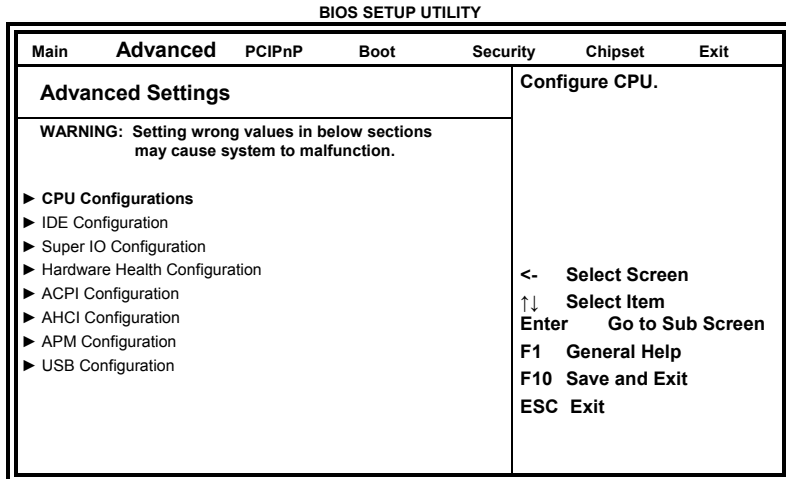 BIOS SETUP UTILITY
Main Advanced PCIPnP Boot Security Chipset Exit
Advanced Settings
WARNING: Setting wrong values in below sections
may cause system to malfunction.
► CPU Configurations
► IDE Configuration
► Super IO Configuration
► Hardware Health Configuration
► ACPI Configuration
► AHCI Configuration
► APM Configuration
► USB Configuration
Configure CPU.
<- Select Screen
↑↓ Select Item
Enter Go to Sub Screen
F1 General Help
F10 Save and Exit
ESC Exit